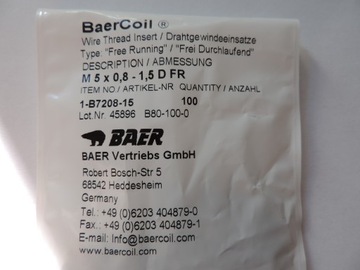 BaerCoil ®
Wire Thread Insert / Drahtgewindeeinsatze
Type: "Free Running" / "Frei Durchlaufend"
DESCRIPTION / ABMESSUNG
M 5 x 0,8 - 1,5 D FR
ITEM NO./ ARTIKEL-NR QUANTITY / ANZAHL
1-B7208-15 100
Lot.Nr 45896 B80-100-0
BAER
BAER Vertriebs GmbH
Robert Bosch-Str 5
68542 Heddesheim
Germany
Tel.: +49 (0)6203 404879-0
Fax.: +49 (0)6203 404879-1
E-mail: Info@baercoil.com
www.baercoil.com